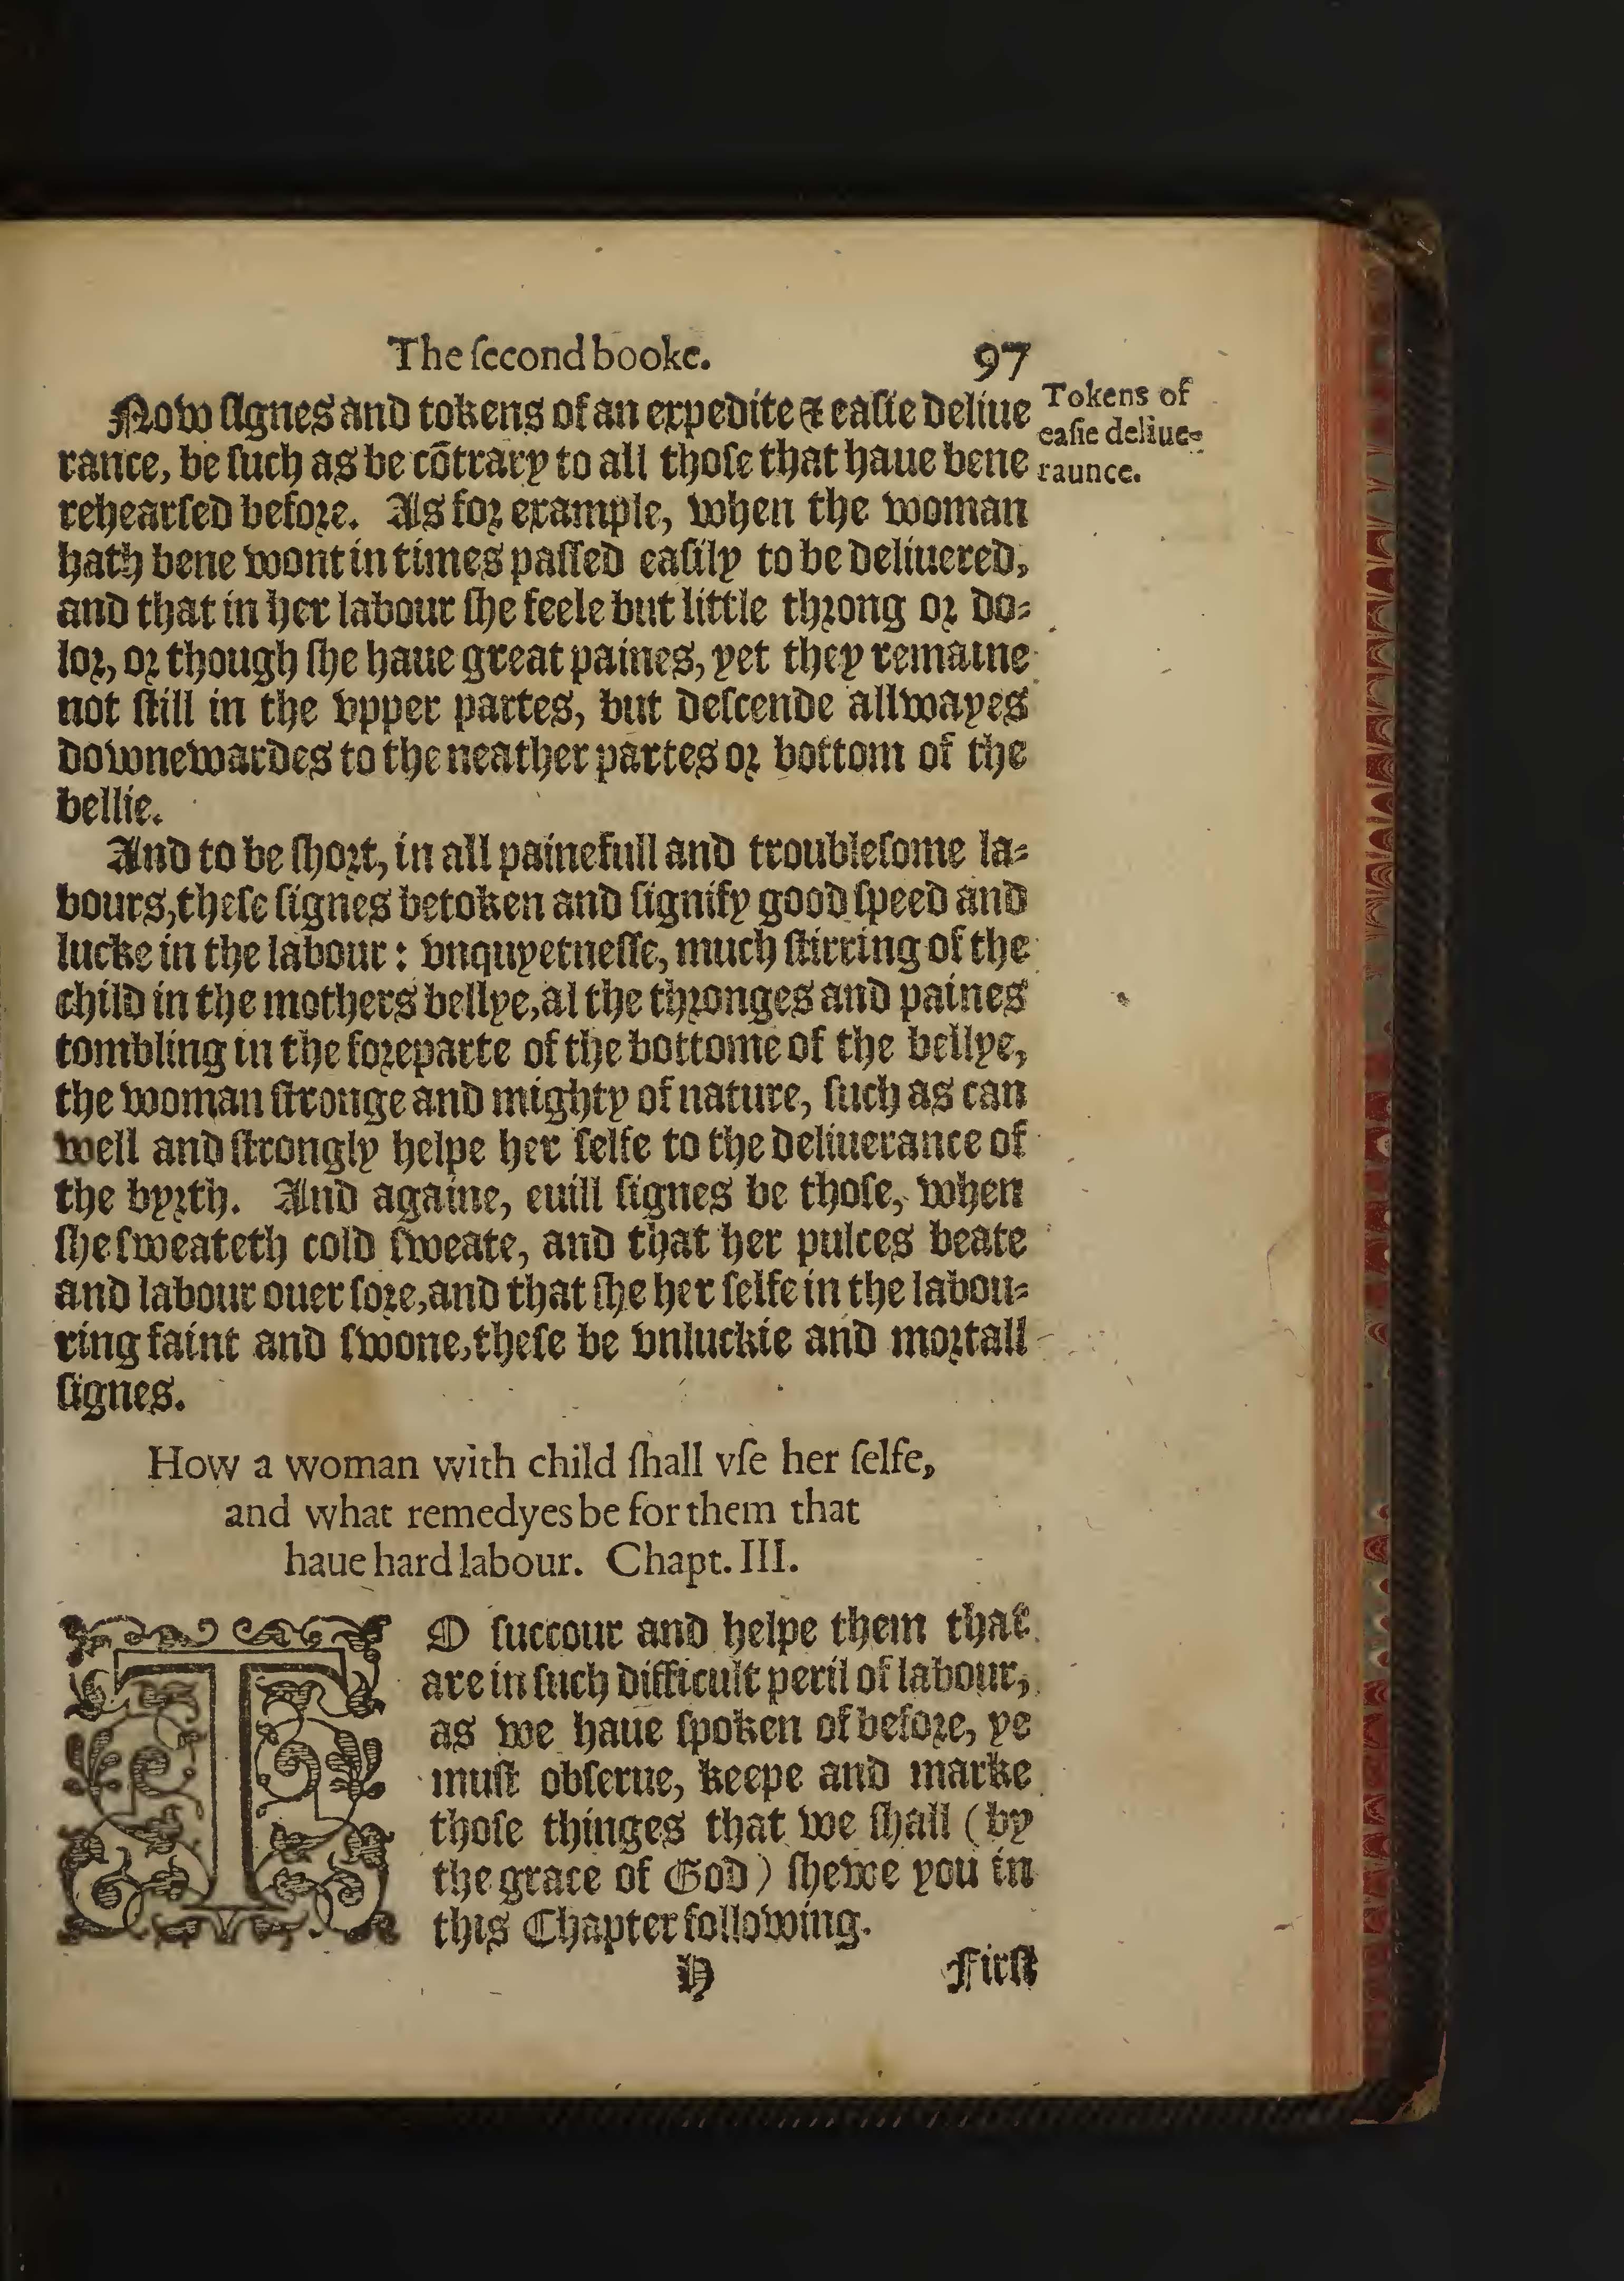 The ſecond booke. 97
Now ſignes and tokens of an expedite & eaſie deliue
rance, be ſuch as be cõtrary to all thoſe that haue bene
rehearſed before. As for example, when the woman
hath bene wont in times paſſed eaſily to be deliuered,
and that in her labour ſhe feele but little throng or do-
lor, or though ſhe haue great paines, yet they remaine
not ſtill in the vpper partes, but deſcende allwayes
downewardes to the neather partes or bottom of the
bellie.
Tokens of
eaſie deliue-
raunce.
And to be ſhort, in all painefull and troubleſome la-
bours, theſe ſignes betoken and ſignify good ſpeed and
lucke in the labour: vnquyetneſſe, much ſtirring of the
child in the mothers bellye, al the thronges and paines
tombling in the foreparte of the bottome of the bellye,
the woman ſtronge and mighty of nature, ſuch as can
well and ſtrongly helpe her ſelfe to the deliuerance of
the byrth. And againe, euill ſignes be thoſe, when
ſhe ſweateth cold ſweate, and that her pulces beate
and labour ouer ſore, and that ſhe her ſelfe in the labou-
ring faint and ſwone, theſe be vnluckie and mortall
ſignes.
How a woman with child ſhall vſe her ſelfe,
and what remedyes be for them that
haue hard labour. Chapt. III.
TO ſuccour and helpe them that
are in ſuch difficult peril of labour,
as we haue ſpoken of before, ye
muſt obſerue, keepe and marke
thoſe thinges that we ſhall (by
the grace of God) ſhewe you in
this Chapter following.
H Firſt